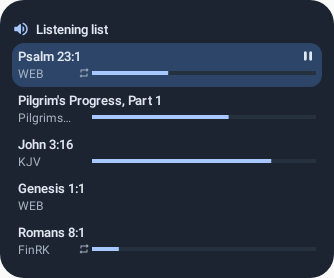 Listening list
Psalm 23:1
WEB
Pilgrim's Progress, Part 1
Pilgrims...
John 3:16
KJV
Genesis 1:1
WEB
Romans 8:1
FinRK